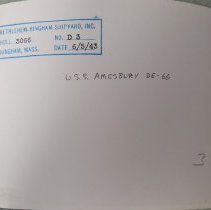 BETHLEHEM-HINGHAM SHIPYARD, INC.
HULL 3066 NO. D 3
HINGHAM, MASS. DATE 6/5/43
U.S.S. AMESBURY DE-66
3